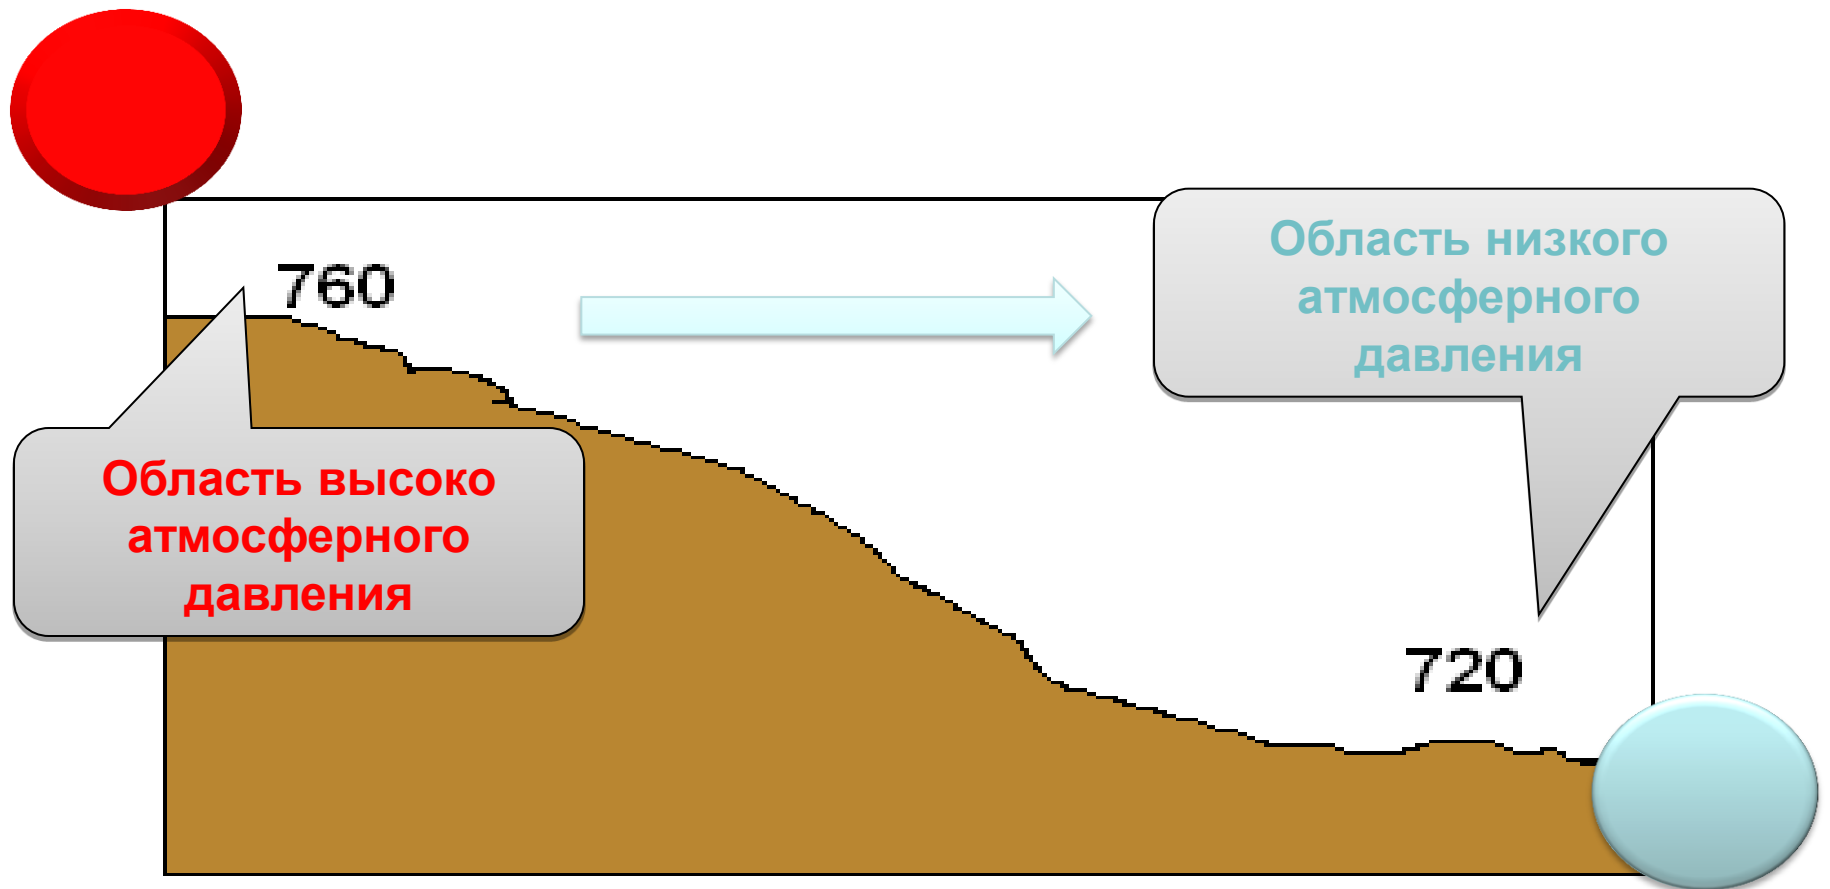 760
Область низкого
атмосферного
давления
Область высоко
атмосферного
давления
720